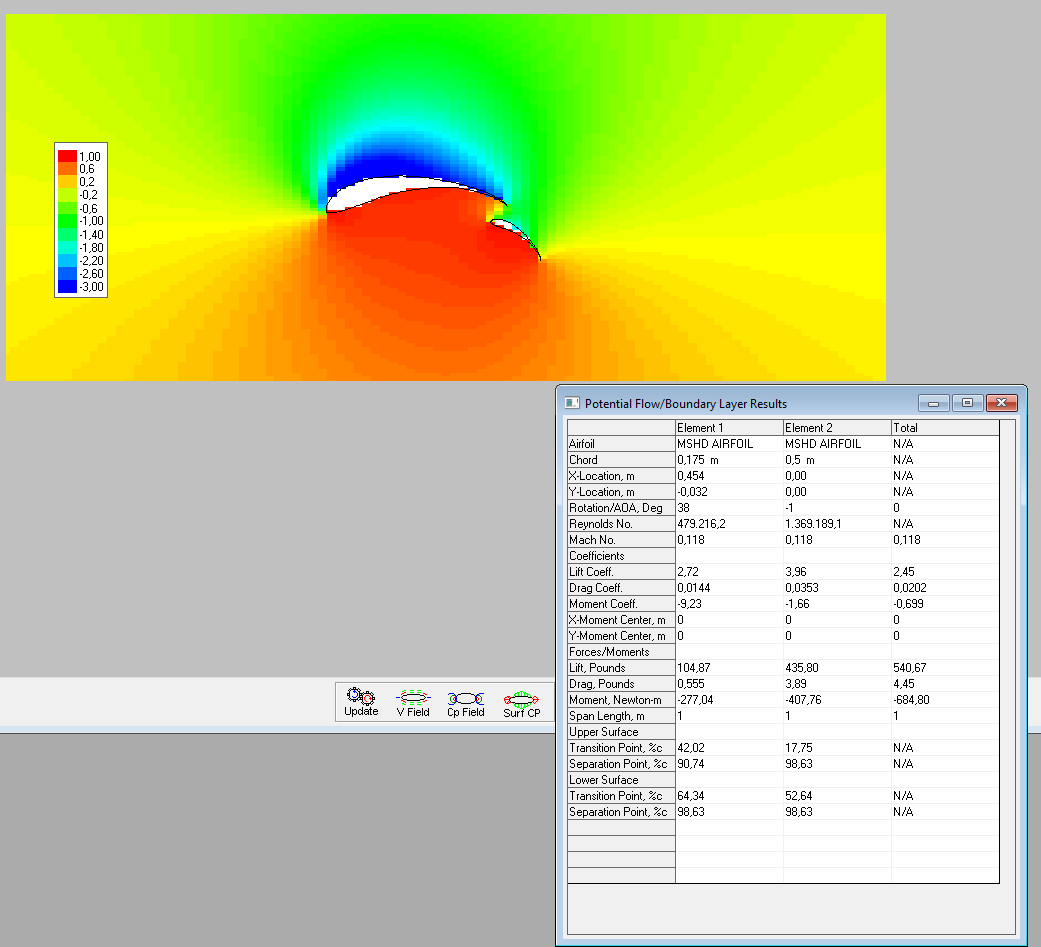 1,00
0,6
0,2
-0,2
-0,6
-1,00
-1,40
-1,80
-2,20
-2,60
-3,00
Potential Flow/Boundary Layer Results
Element 1 Element 2 Total
Airfoil MSHD AIRFOIL MSHD AIRFOIL N/A
Chord 0,175 m 0,5 m N/A
X-Location, m 0,454 0,00 N/A
Y-Location, m -0,032 0,00 N/A
Rotation/AOA, Deg 38 -1 0
Reynolds No. 479.216,2 1.369.189,1 N/A
Mach No. 0,118 0,118 0,118
Coefficients
Lift Coeff. 2,72 3,96 2,45
Drag Coeff. 0,0144 0,0353 0,0202
Moment Coeff. -9,23 -1,66 -0,699
X-Moment Center, m 0 0 0
Y-Moment Center, m 0 0 0
Forces/Moments
Lift, Pounds 104,87 435,80 540,67
Drag, Pounds 0,555 3,89 4,45
Moment, Newton-m -277,04 -407,76 -684,80
Span Length, m 1 1 1
Upper Surface
Transition Point, %c 42,02 17,75 N/A
Separation Point, %c 90,74 98,63 N/A
Lower Surface
Transition Point, %c 64,34 52,64 N/A
Separation Point, %c 98,63 98,63 N/A
Update V Field Cp Field Surf CP